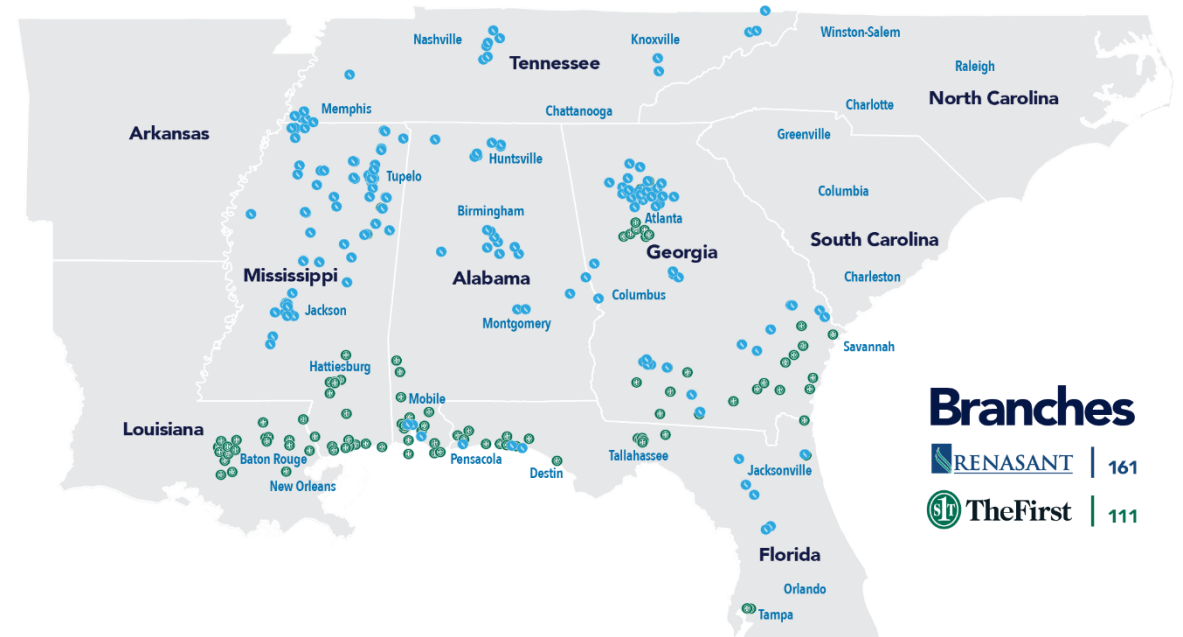 Nashville
Knoxville
Winston-Salem
Tennessee
Raleigh
North Carolina
Memphis
Chattanooga
Charlotte
Arkansas
Greenville
Huntsville
Tupelo
Columbia
Birmingham
Atlanta
South Carolina
Georgia
Mississippi
Alabama
Charleston
Columbus
Jackson
Montgomery
Savannah
Hattiesburg
Mobile
Louisiana
Branches
Baton Rouge
Pensacola
Tallahassee
Destin
Jacksonville
New Orleans
RENASANT | 161
S1T TheFirst | 111
Florida
Orlando
Tampa